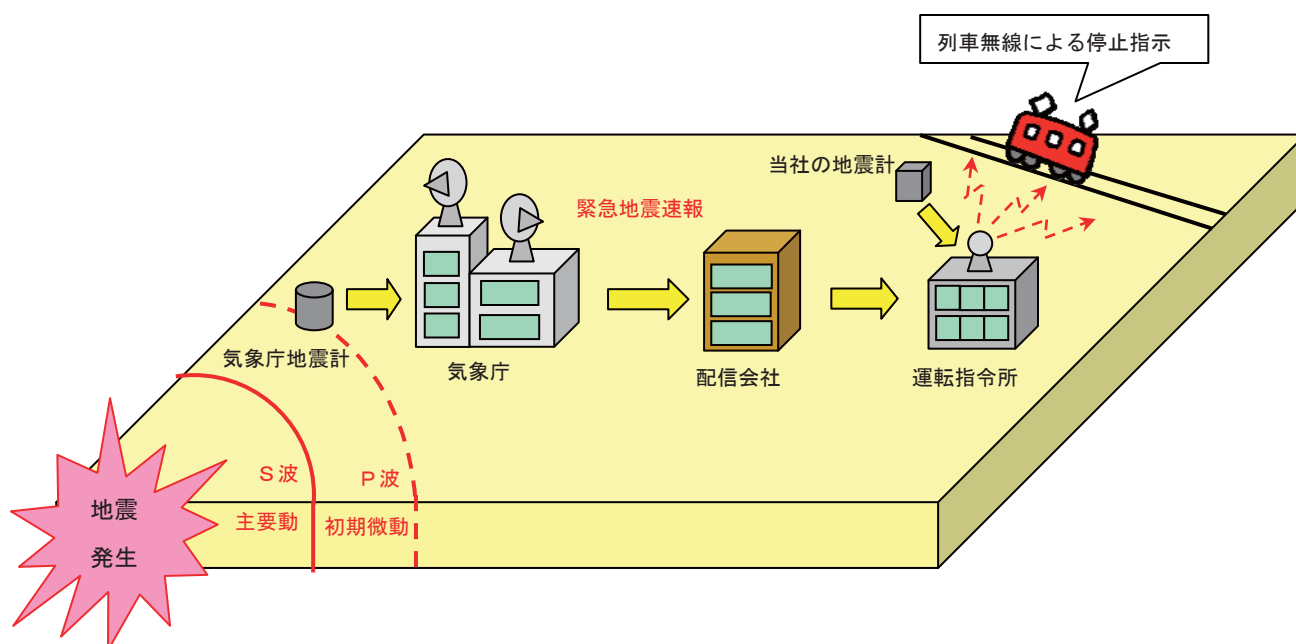 列車無線による停止指示
当社の地震計
緊急地震速報
気象庁地震計
気象庁
配信会社
運転指令所
S波
P波
主要動
初期微動
地震
発生